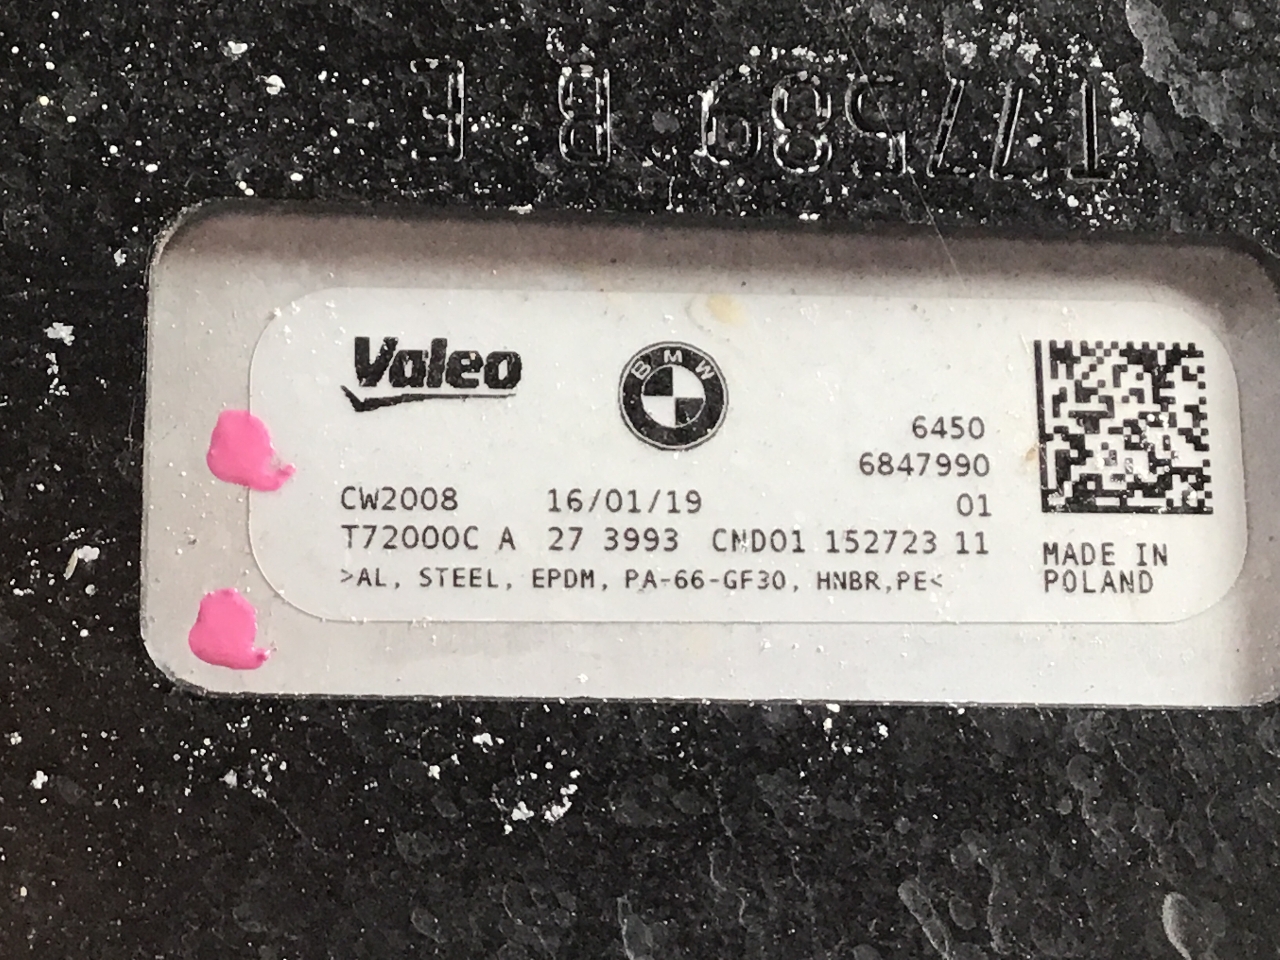 177589.B E
Valeo
BMW
6450
6847990
CW2008 16/01/19 01
T72000C A 27 3993 CND01 152723 11
>AL, STEEL, EPDM, PA-66-GF30, HNBR,PE<
MADE IN
POLAND